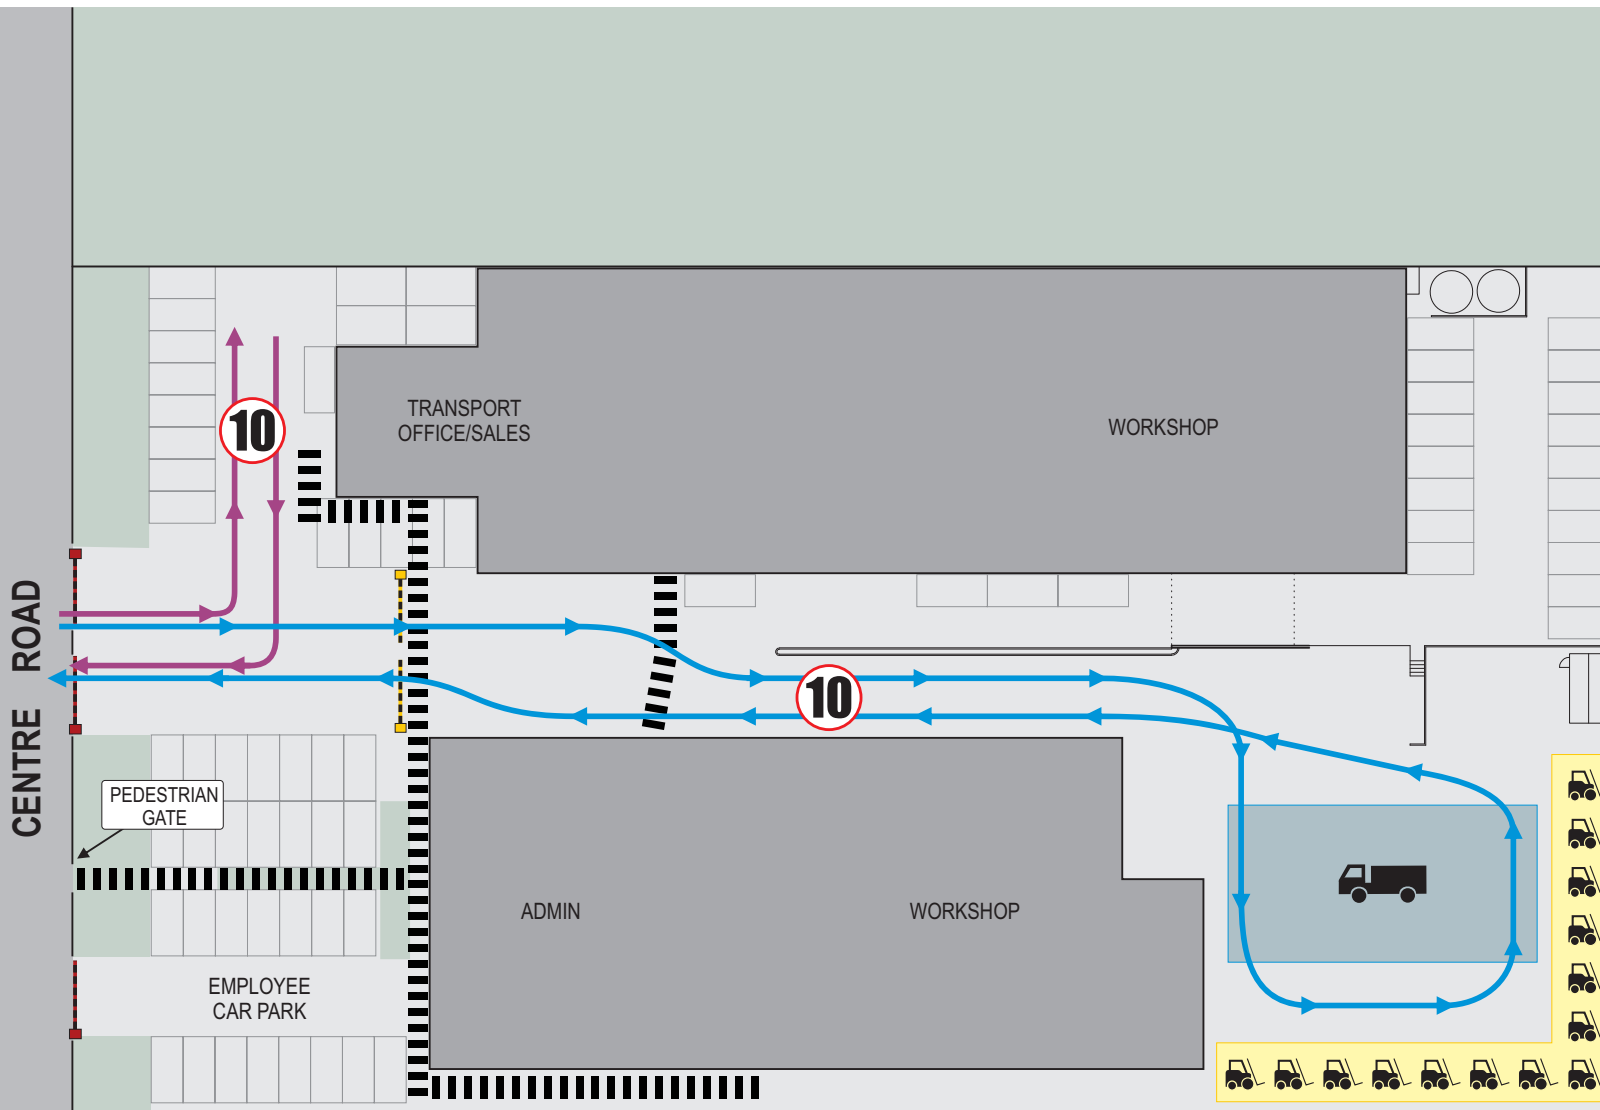 TRANSPORT
OFFICE/SALES
WORKSHOP
10
10
CENTRE ROAD
PEDESTRIAN
GATE
ADMIN
WORKSHOP
EMPLOYEE
CAR PARK